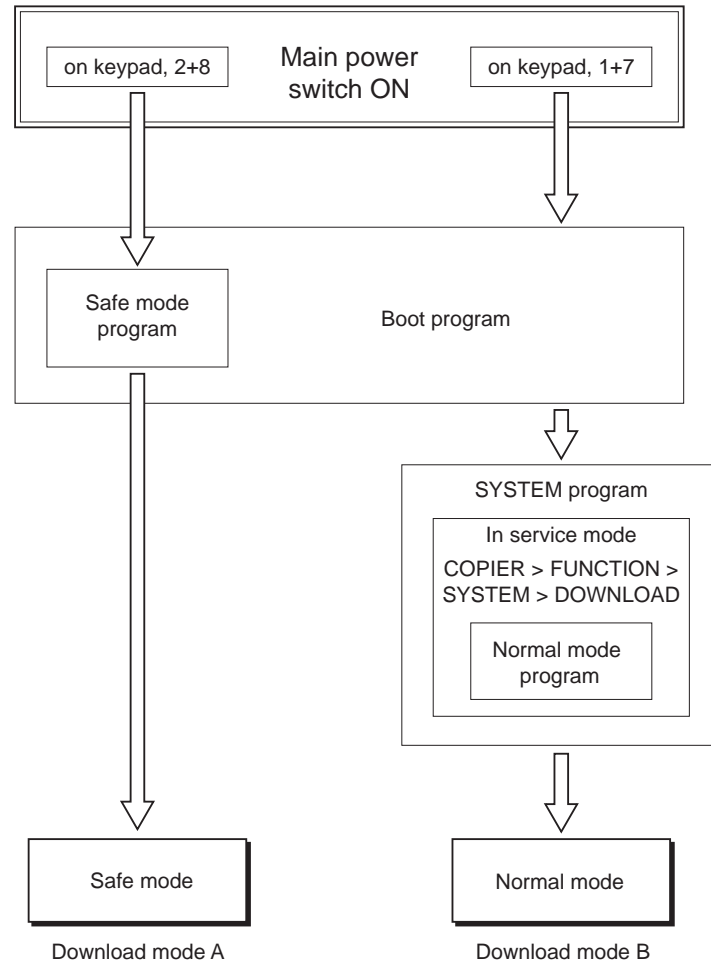 on keypad, 2+8
Main power
switch ON
on keypad, 1+7
Safe mode
program
Boot program
SYSTEM program
In service mode
COPIER > FUNCTION >
SYSTEM > DOWNLOAD
Normal mode
program
Safe mode
Normal mode
Download mode A
Download mode B